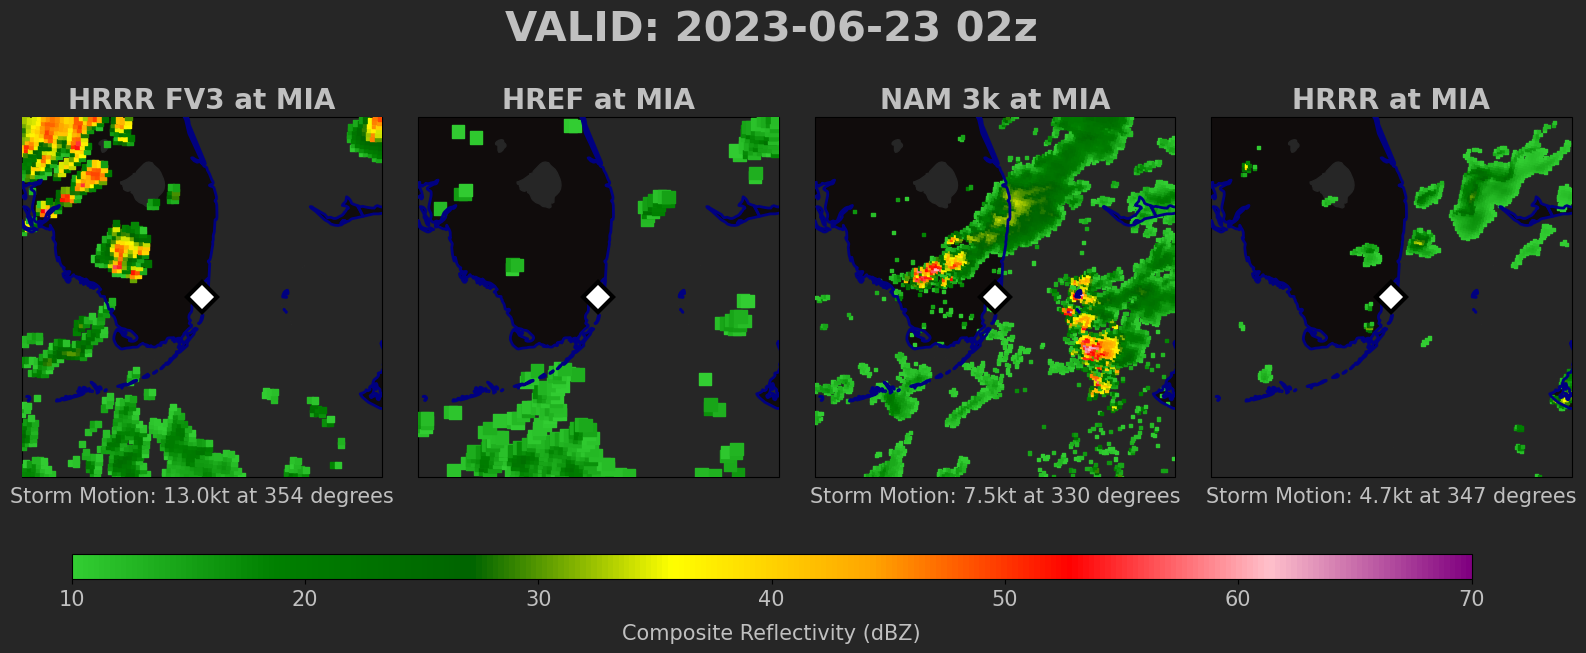 VALID: 2023-06-23 02z
HRRR FV3 at MIA
HREF at MIA
NAM 3k at MIA
HRRR at MIA
Storm Motion: 13.0kt at 354 degrees
Storm Motion: 7.5kt at 330 degrees
Storm Motion: 4.7kt at 347 degrees
10 20 30 40 50 60 70
Composite Reflectivity (dBZ)